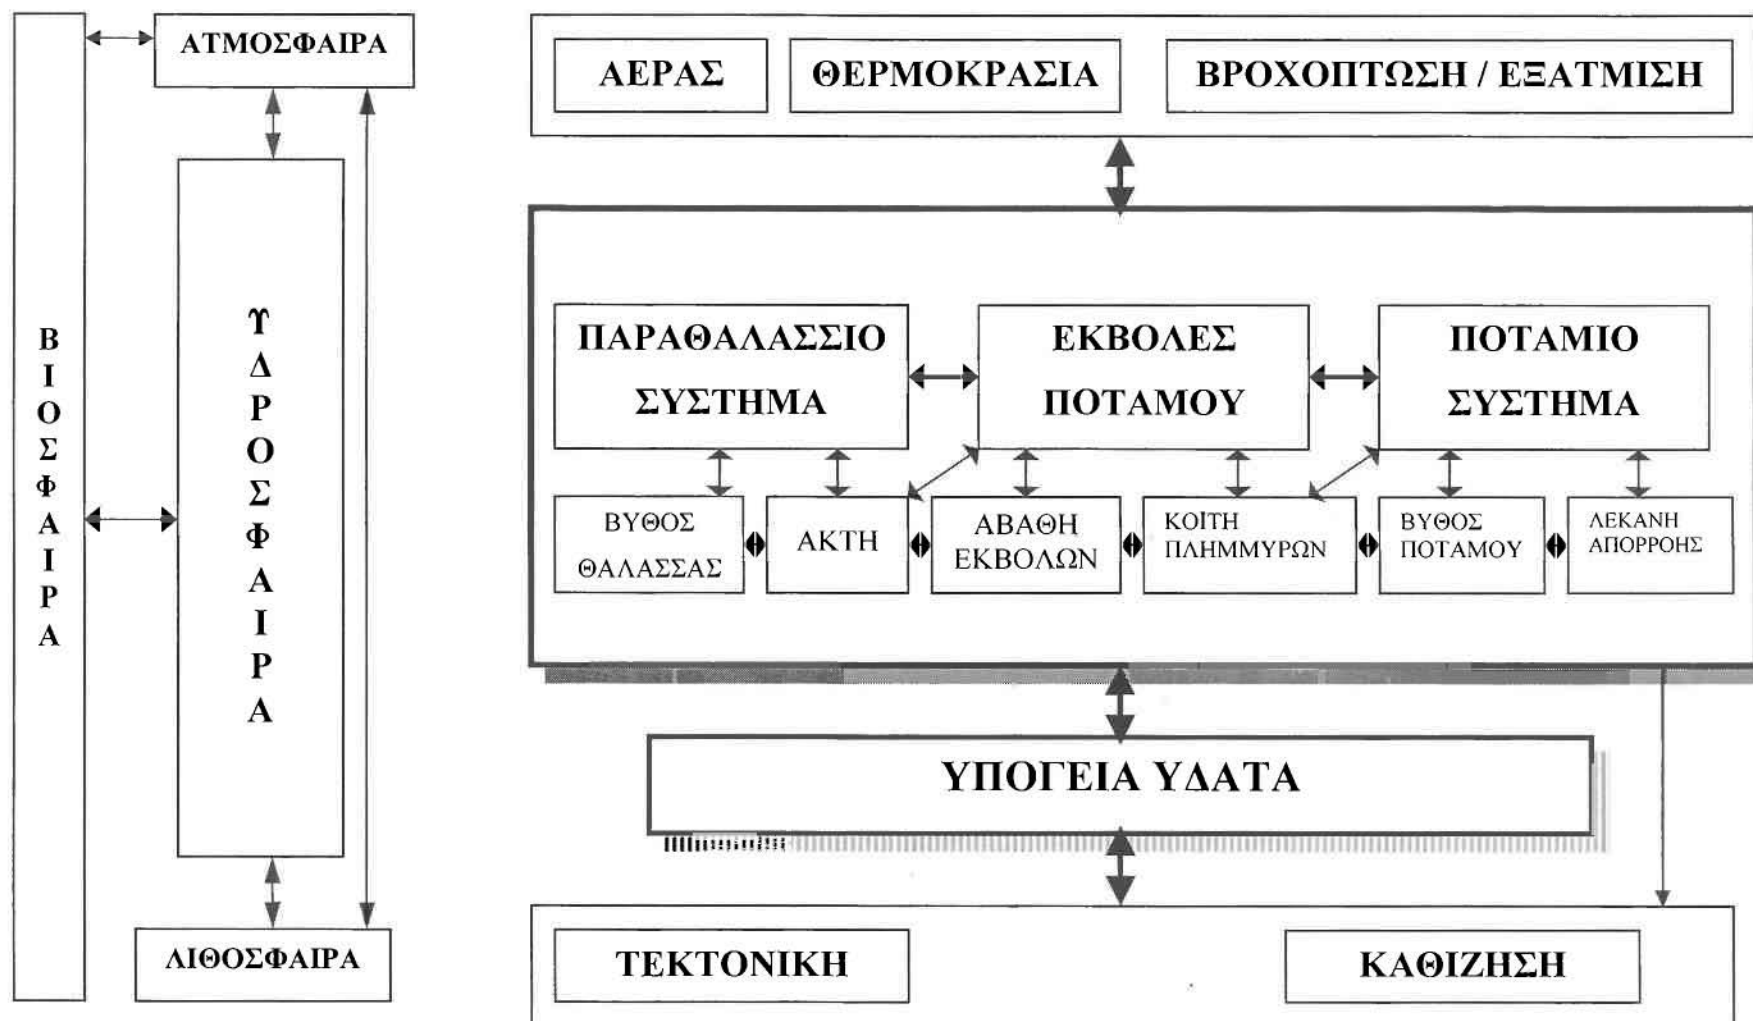 ΒΙΟΣΦΑΙΡΑ
ΑΤΜΟΣΦΑΙΡΑ
ΥΔΡΟΣΦΑΙΡΑ
ΛΙΘΟΣΦΑΙΡΑ
ΑΕΡΑΣ
ΘΕΡΜΟΚΡΑΣΙΑ
ΒΡΟΧΟΠΤΩΣΗ / ΕΞΑΤΜΙΣΗ
ΠΑΡΑΘΑΛΑΣΣΙΟ
ΣΥΣΤΗΜΑ
ΕΚΒΟΛΕΣ
ΠΟΤΑΜΟΥ
ΠΟΤΑΜΙΟ
ΣΥΣΤΗΜΑ
ΒΥΘΟΣ
ΘΑΛΑΣΣΑΣ
ΑΚΤΗ
ΑΒΑΘΗ
ΕΚΒΟΛΩΝ
ΚΟΙΤΗ
ΠΛΗΜΜΥΡΩΝ
ΒΥΘΟΣ
ΠΟΤΑΜΟΥ
ΛΕΚΑΝΗ
ΑΠΟΡΡΟΗΣ
ΥΠΟΓΕΙΑ ΥΔΑΤΑ
ΤΕΚΤΟΝΙΚΗ
ΚΑΘΙΖΗΣΗ